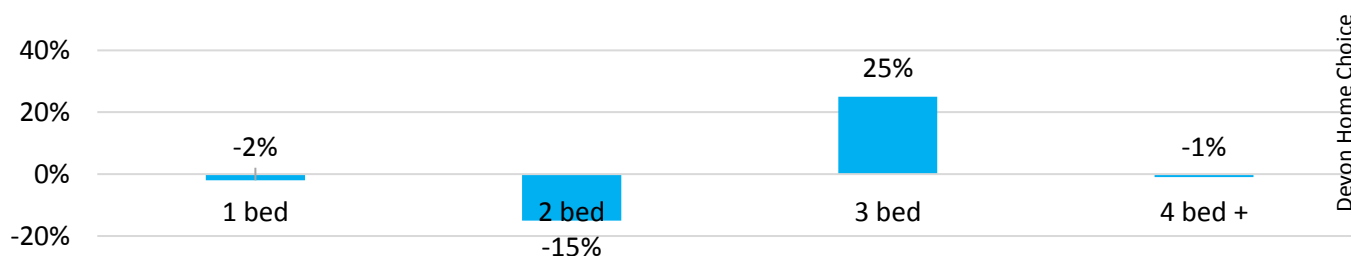 40%
25%
20%
-2%
-1%
0%
1 bed
2 bed
3 bed
4 bed +
-20%
-15%
Devon Home Choice